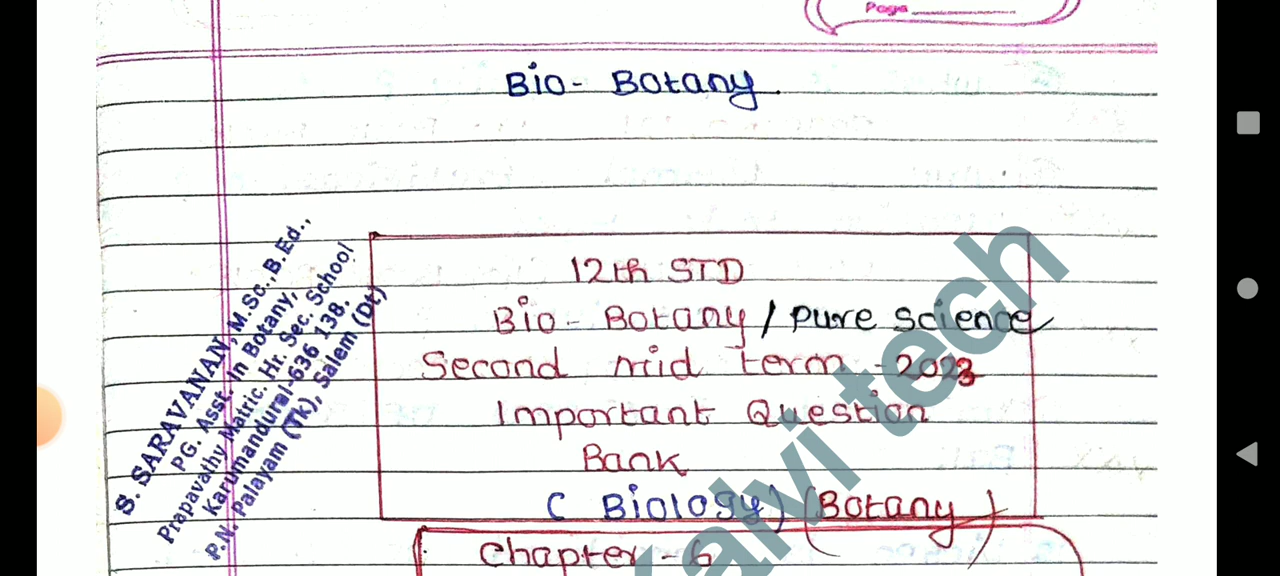 Page
Bio - Botany
12th STD
Bio - Botany / Pure Science
Second mid term - 2023
Important Question
Bank
( Biology) (Botany)
Chapter - 6
S. SARAVANAN, M.Sc.,B.Ed.,
PG. Asst. In Botany,
Prapavathy Matric. Hr. Sec. School
Karumandurai-636 138.
P.N. Palayam (Tk), Salem (Dt)
Kalvi tech